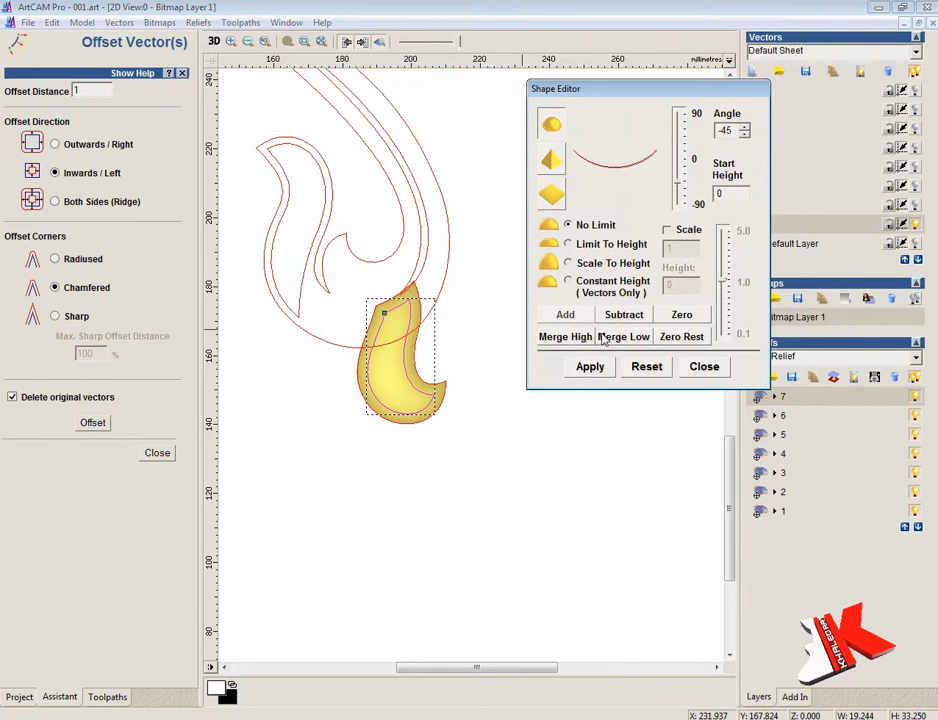 ArtCAM Pro - 001.art - [2D View:0 - Bitmap Layer 1]
File Edit Model Vectors Bitmaps Reliefs Toolpaths Window Help
Offset Vector(s)
Show Help ?
Offset Distance 1
Offset Direction
Outwards / Right
Inwards / Left
Both Sides (Ridge)
Offset Corners
Radiused
Chamfered
Sharp
Max. Sharp Offset Distance
100 %
Delete original vectors
Offset
Close
Project Assistant Toolpaths
3D
160 180 200 220 240 260 millimetres
240
220
200
180
160
140
120
100
80
Shape Editor
90
0
-90
Angle
-45
Start
Height
0
No Limit
Limit To Height
Scale To Height
Constant Height
( Vectors Only )
Scale
1
Height:
0
5.0
1.0
0.1
Add Subtract Zero
Merge High Merge Low Zero Rest
Apply Reset Close
Vectors
Default Sheet
Default Layer
Bitmap Layer 1
Relief
7
6
5
4
3
2
1
KHALEDRA
Layers Add In
X: 231.937 Y: 167.824 Z: 0.000 W: 19.244 H: 33.250